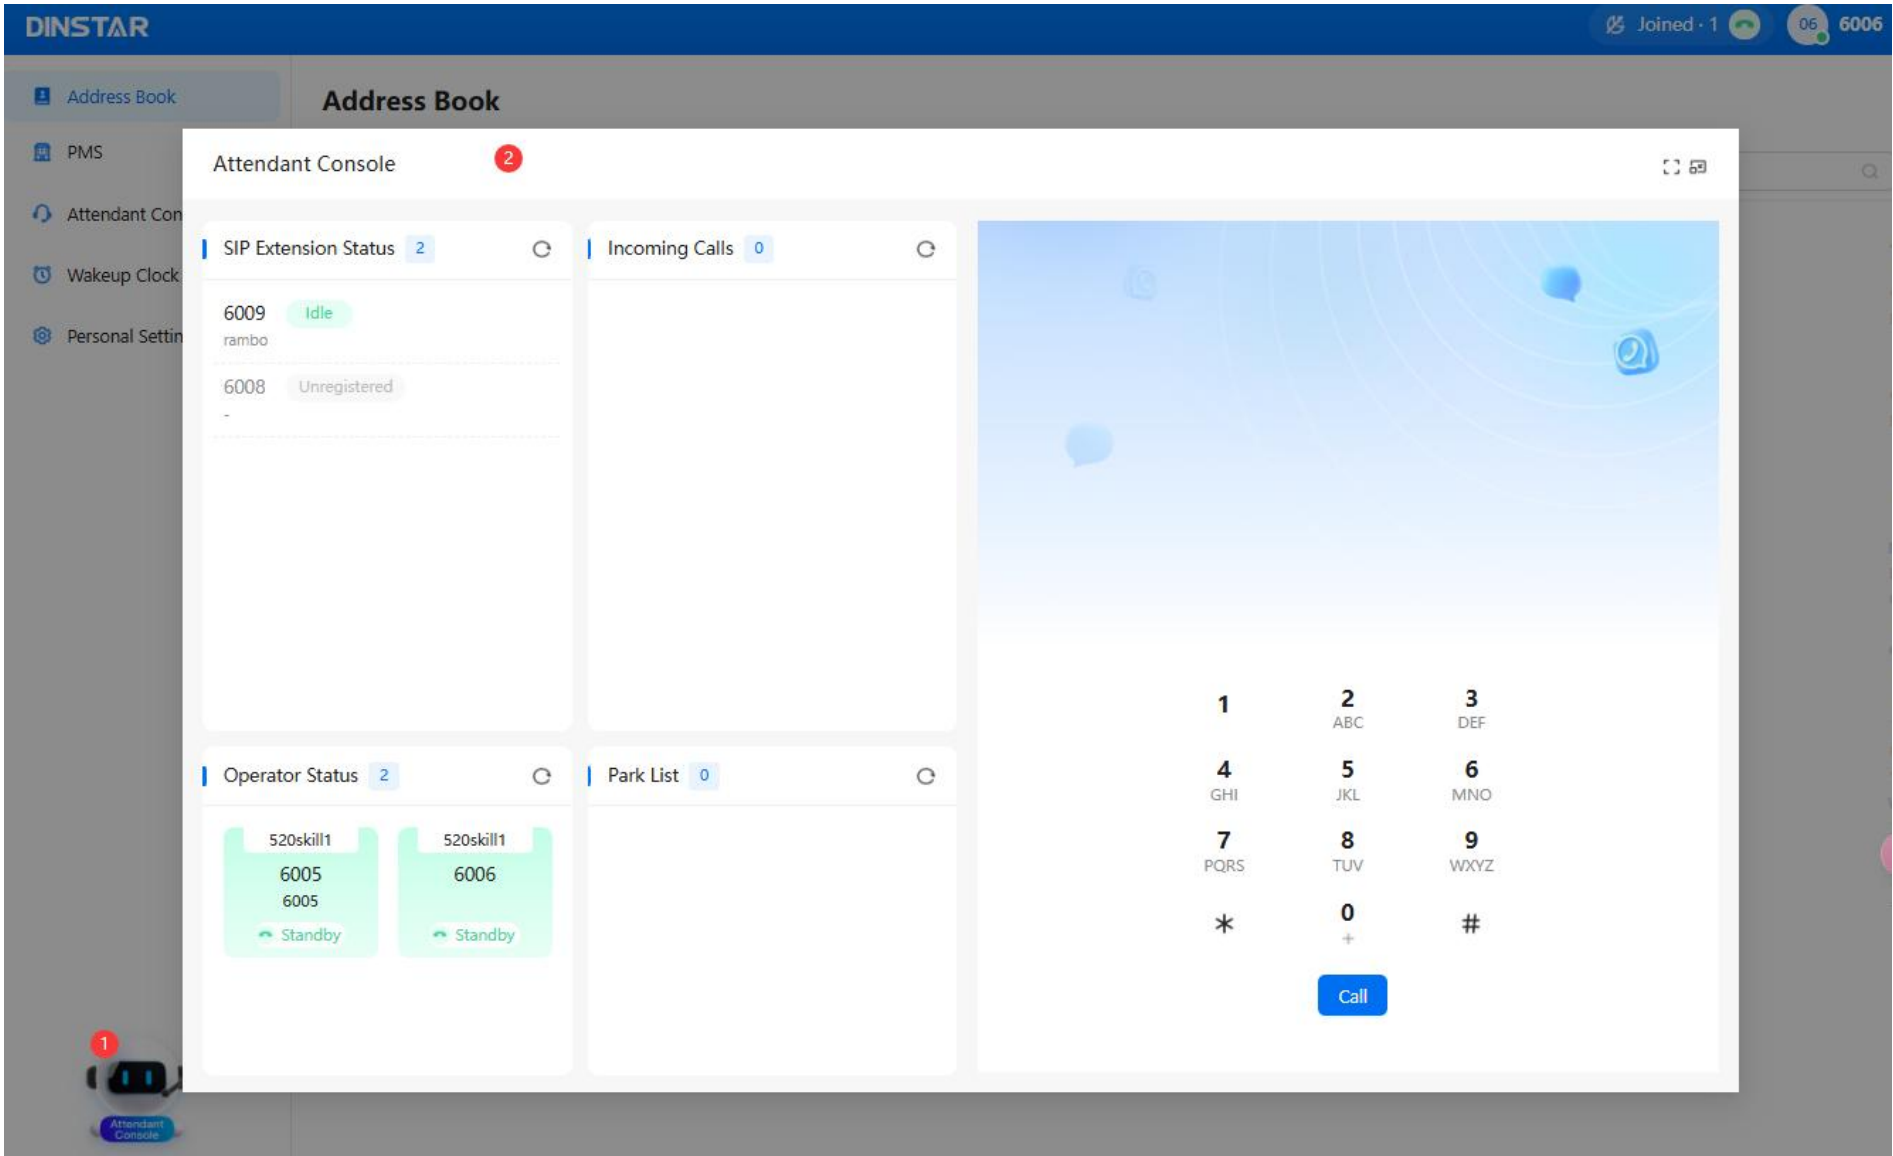 DINSTAR
Joined · 1
06
6006
Address Book
PMS
Attendant Con
Wakeup Clock
Personal Settin
Address Book
Attendant Console
2
SIP Extension Status 2
6009 Idle
rambo
6008 Unregistered
-
Incoming Calls 0
Operator Status 2
520skill1
6005
6005
Standby
520skill1
6006
Standby
Park List 0
1
2
ABC
3
DEF
4
GHI
5
JKL
6
MNO
7
PQRS
8
TUV
9
WXYZ
*
0
+
#
Call
1
Attendant
Console